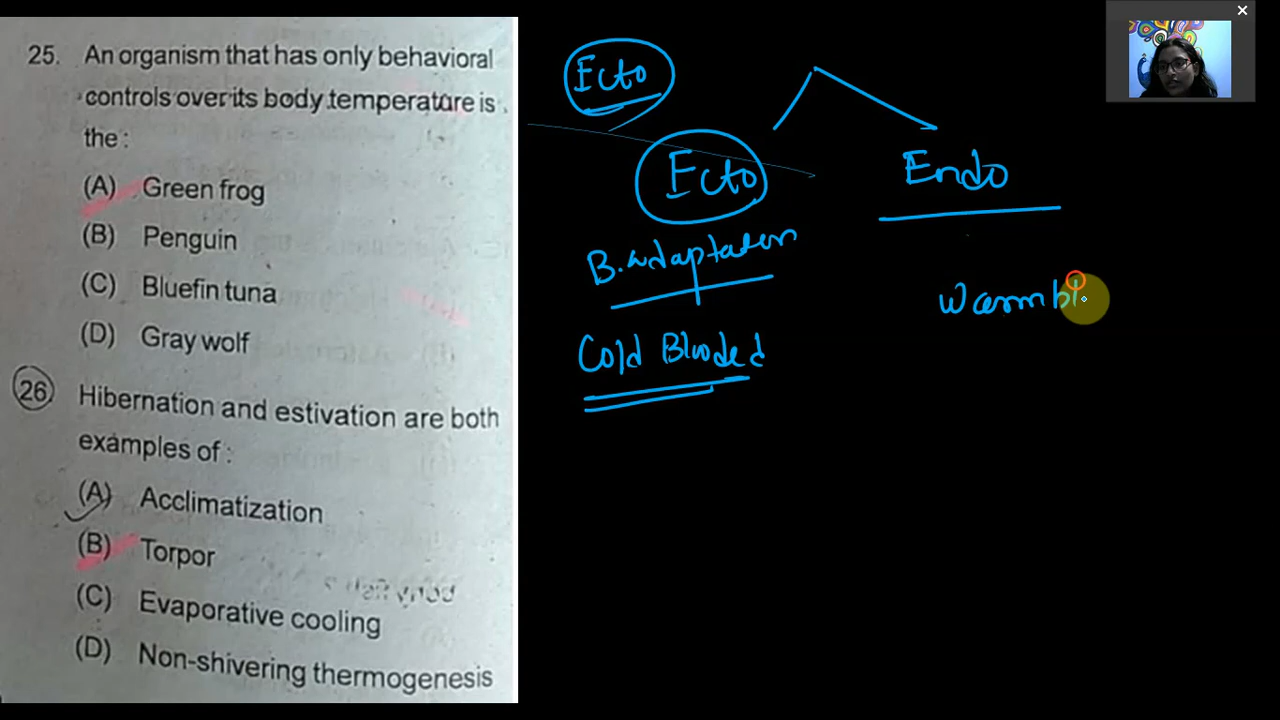 25. An organism that has only behavioral
controls over its body temperature is
the :
(A) Green frog
(B) Penguin
(C) Bluefin tuna
(D) Gray wolf
26 Hibernation and estivation are both
examples of :
(A) Acclimatization
(B) Torpor
(C) Evaporative cooling
(D) Non-shivering thermogenesis
Ecto
Ecto Endo
B. adaptation
Cold Blooded
warm bl